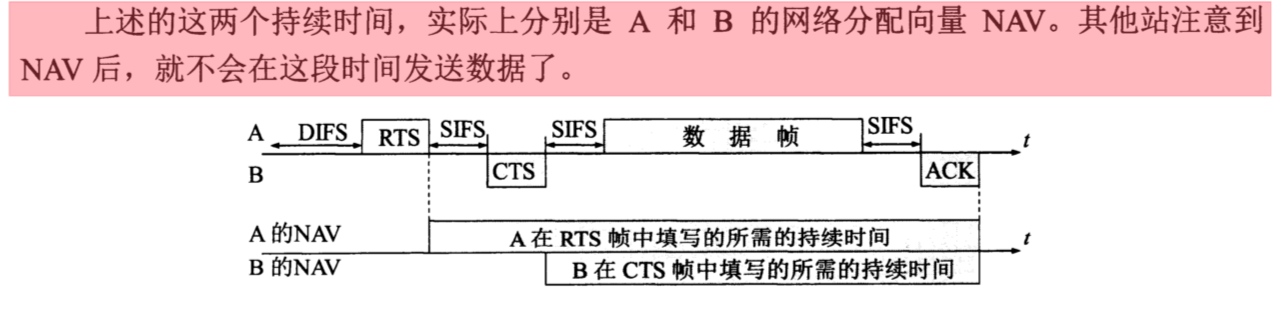 上述的这两个持续时间，实际上分别是 A 和 B 的网络分配向量 NAV。其他站注意到
NAV 后，就不会在这段时间发送数据了。
A DIFS RTS SIFS SIFS 数 据 帧 SIFS t
B CTS ACK
A 的NAV A 在 RTS 帧中填写的所需的持续时间 t
B 的NAV B 在 CTS 帧中填写的所需的持续时间